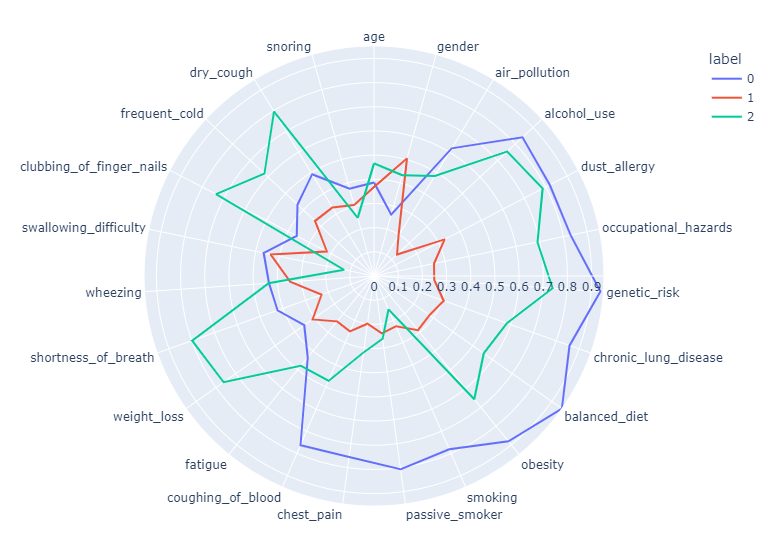 age
snoring
gender
dry_cough
air_pollution
label
0
1
2
frequent_cold
alcohol_use
clubbing_of_finger_nails
dust_allergy
swallowing_difficulty
occupational_hazards
wheezing
0 0.1 0.2 0.3 0.4 0.5 0.6 0.7 0.8 0.9
genetic_risk
shortness_of_breath
chronic_lung_disease
weight_loss
balanced_diet
fatigue
obesity
coughing_of_blood
smoking
chest_pain
passive_smoker